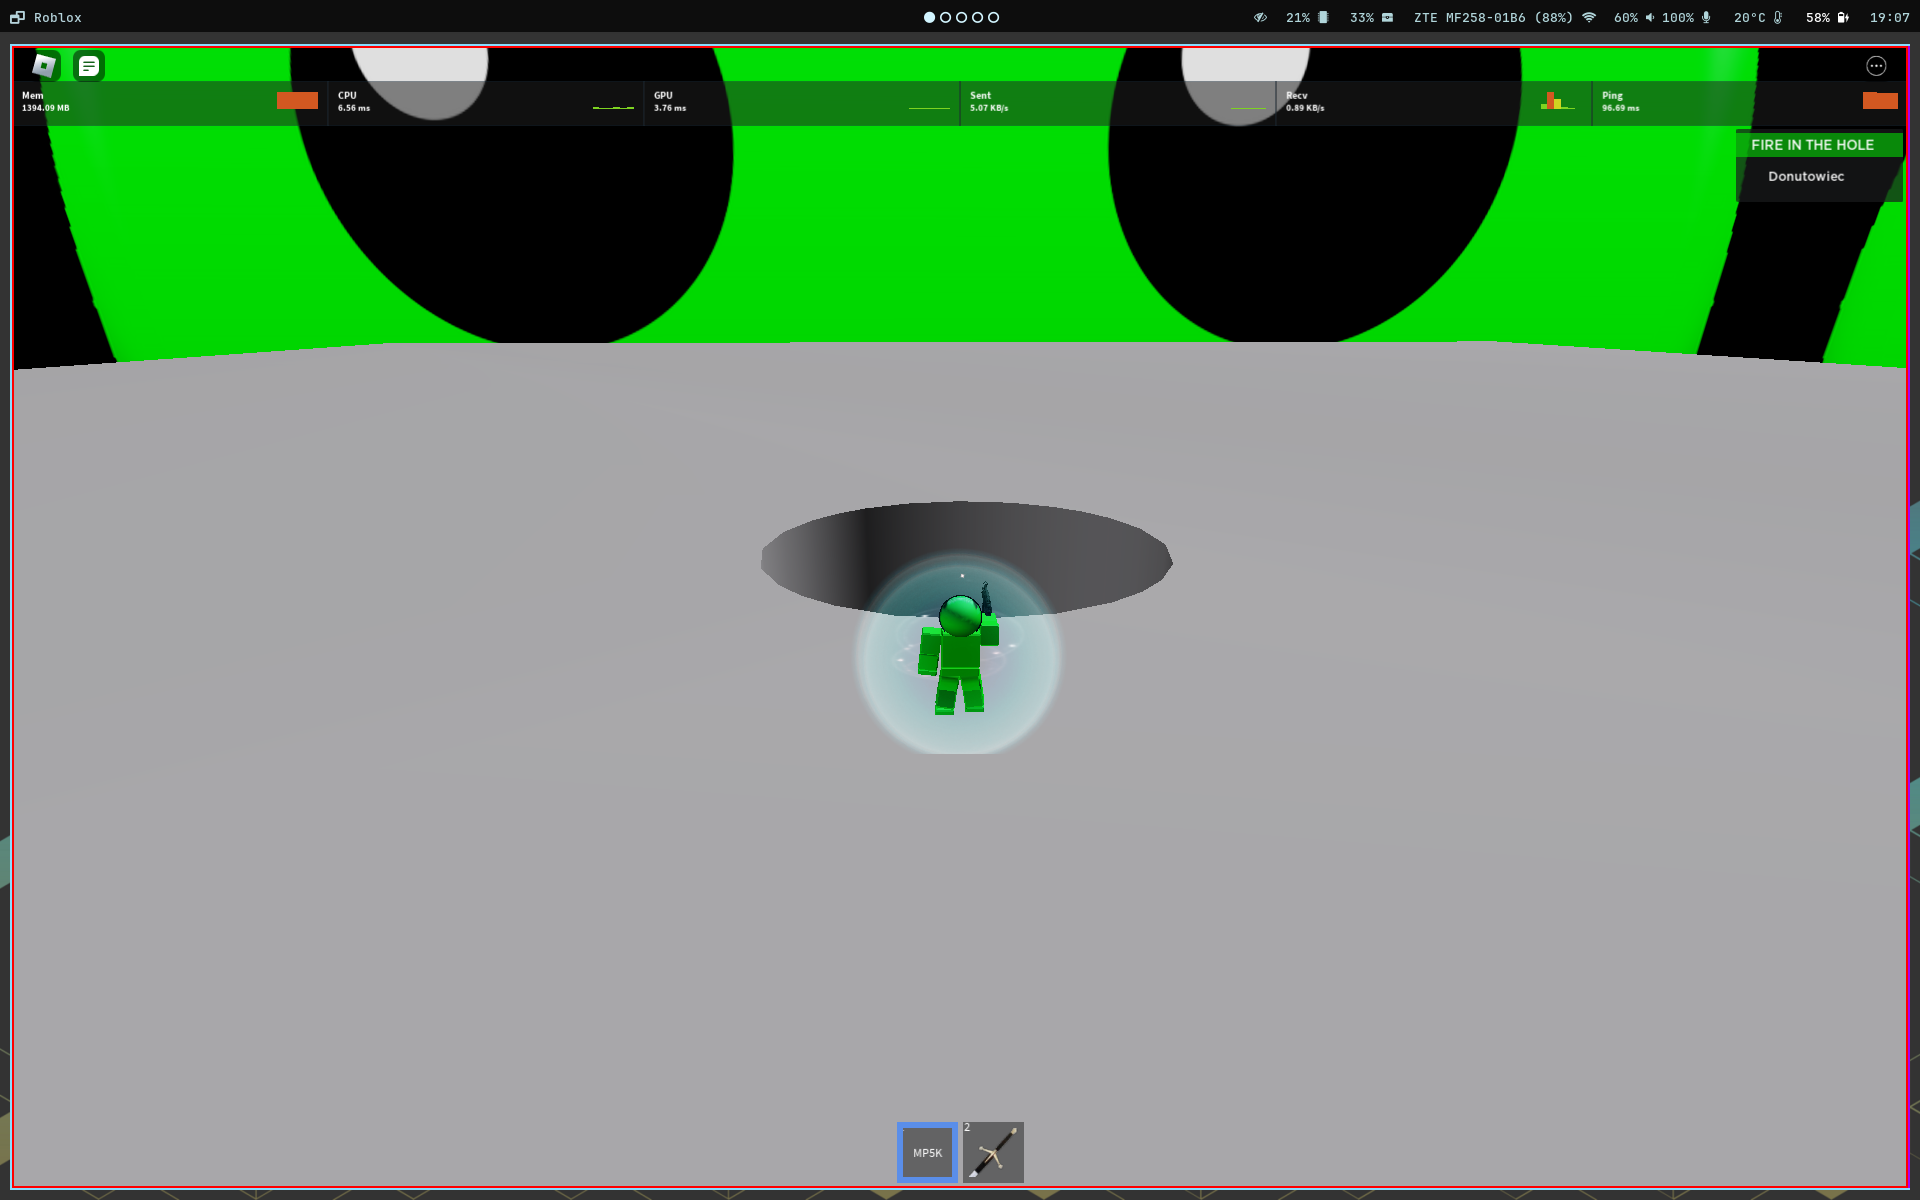 Roblox
21% 33% ZTE MF258-01B6 (88%) 60% 100% 20°C 58% 19:07
Mem
1394.09 MB
CPU
6.56 ms
GPU
3.76 ms
Sent
5.07 KB/s
Recv
0.89 KB/s
Ping
96.69 ms
FIRE IN THE HOLE
Donutowiec
MP5K
2